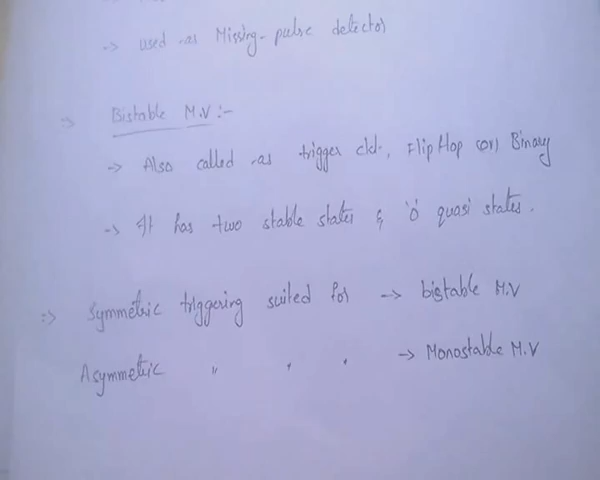 -> used as Missing-pulse detector
=> Bistable M.V :-
-> Also called as trigger ckt, Flip flop (or) Binary
-> It has two stable states & 'o' quasi states.
=> Symmetric triggering suited for -> bistable M.V
Asymmetric " " " -> Monostable M.V